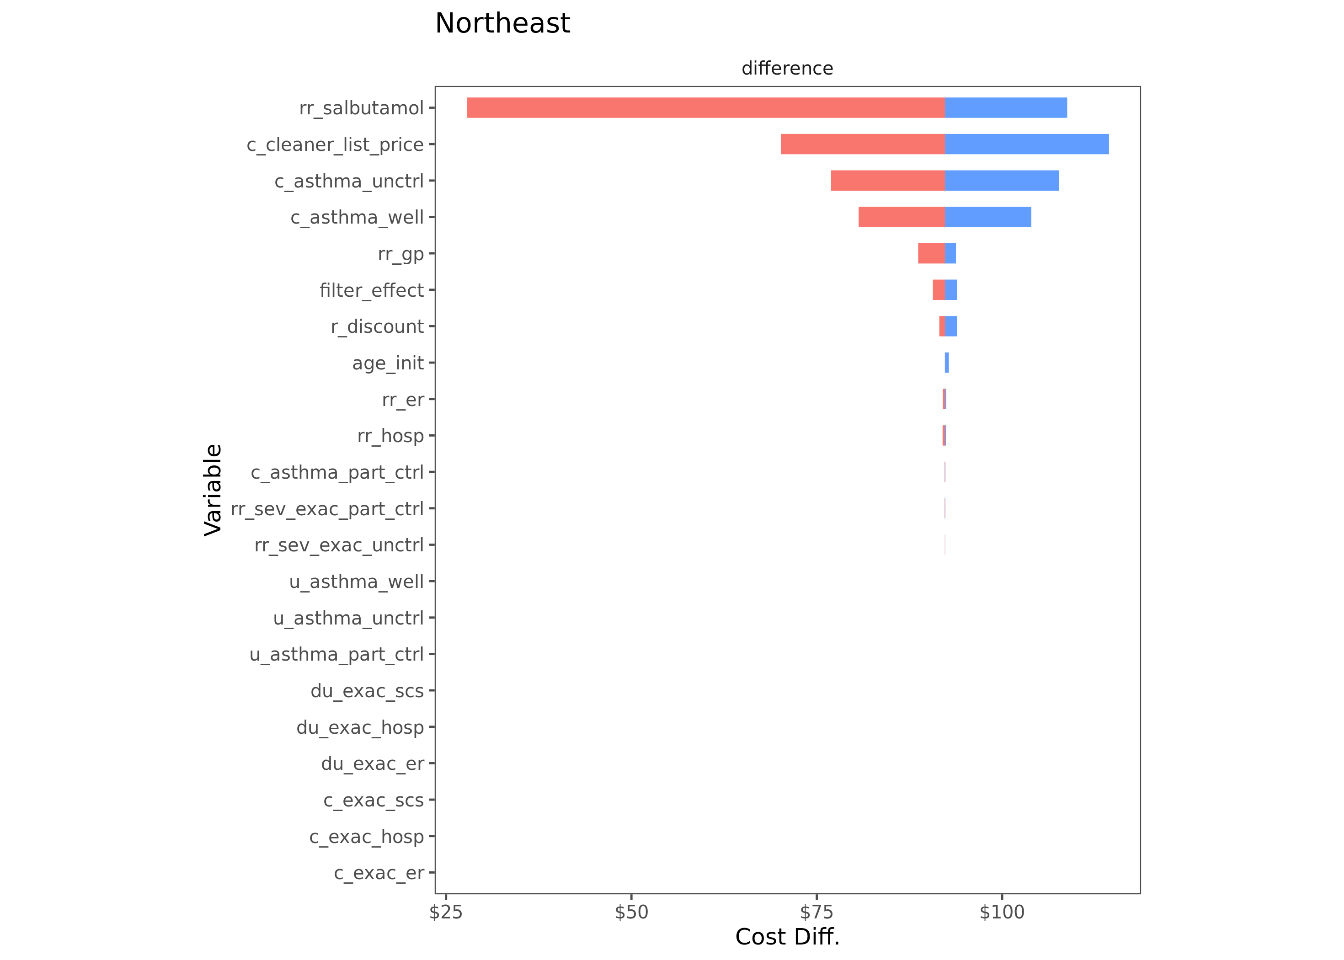 Northeast
difference
rr_salbutamol
c_cleaner_list_price
c_asthma_unctrl
c_asthma_well
rr_gp
filter_effect
r_discount
age_init
rr_er
rr_hosp
c_asthma_part_ctrl
rr_sev_exac_part_ctrl
rr_sev_exac_unctrl
u_asthma_well
u_asthma_unctrl
u_asthma_part_ctrl
du_exac_scs
du_exac_hosp
du_exac_er
c_exac_scs
c_exac_hosp
c_exac_er
Variable
$25 $50 $75 $100
Cost Diff.